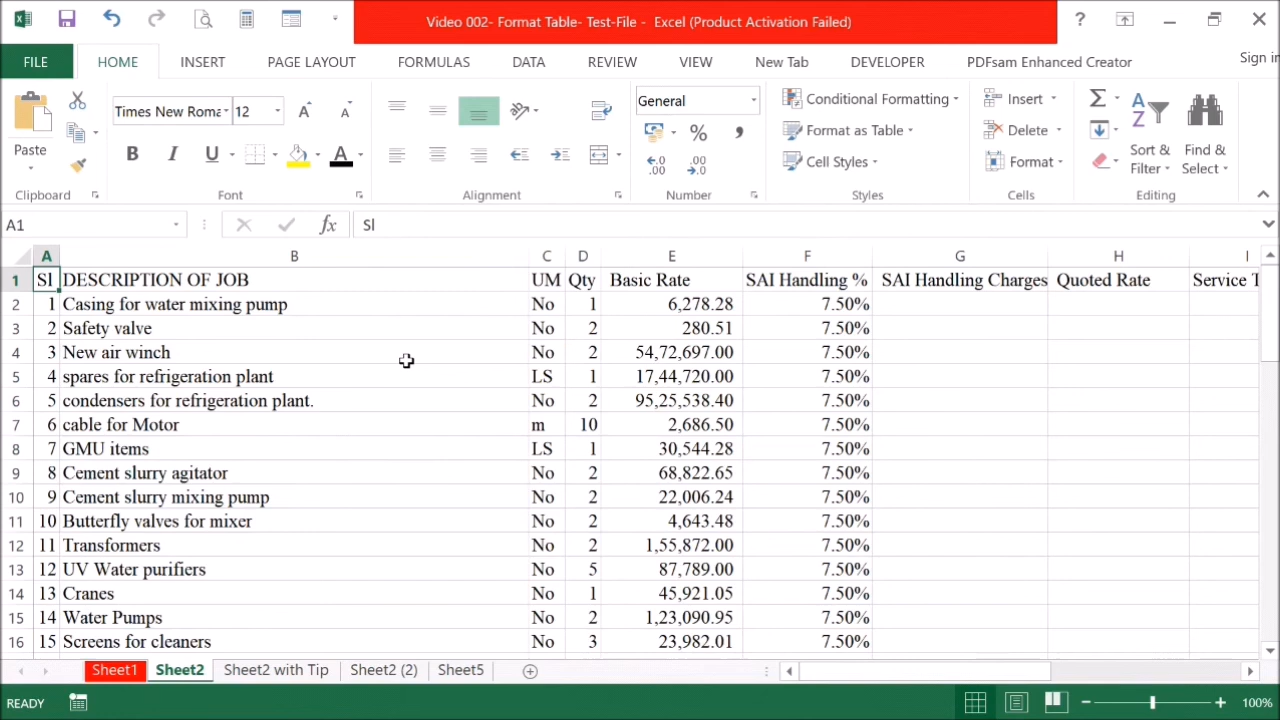 Video 002- Format Table- Test-File - Excel (Product Activation Failed)
?
FILE HOME INSERT PAGE LAYOUT FORMULAS DATA REVIEW VIEW New Tab DEVELOPER PDFsam Enhanced Creator Sign in
Paste
Clipboard
Times New Roma 12
B I U A
Font
Alignment
General
% ,
Number
Conditional Formatting
Format as Table
Cell Styles
Styles
Insert
Delete
Format
Cells
Sort & Filter
Find & Select
Editing
A1 fx Sl
A B C D E F G H I
1 Sl DESCRIPTION OF JOB UM Qty Basic Rate SAI Handling % SAI Handling Charges Quoted Rate Service T
2 1 Casing for water mixing pump No 1 6,278.28 7.50%
3 2 Safety valve No 2 280.51 7.50%
4 3 New air winch No 2 54,72,697.00 7.50%
5 4 spares for refrigeration plant LS 1 17,44,720.00 7.50%
6 5 condensers for refrigeration plant. No 2 95,25,538.40 7.50%
7 6 cable for Motor m 10 2,686.50 7.50%
8 7 GMU items LS 1 30,544.28 7.50%
9 8 Cement slurry agitator No 2 68,822.65 7.50%
10 9 Cement slurry mixing pump No 2 22,006.24 7.50%
11 10 Butterfly valves for mixer No 2 4,643.48 7.50%
12 11 Transformers No 2 1,55,872.00 7.50%
13 12 UV Water purifiers No 5 87,789.00 7.50%
14 13 Cranes No 1 45,921.05 7.50%
15 14 Water Pumps No 2 1,23,090.95 7.50%
16 15 Screens for cleaners No 3 23,982.01 7.50%
Sheet1 Sheet2 Sheet2 with Tip Sheet2 (2) Sheet5
READY 100%